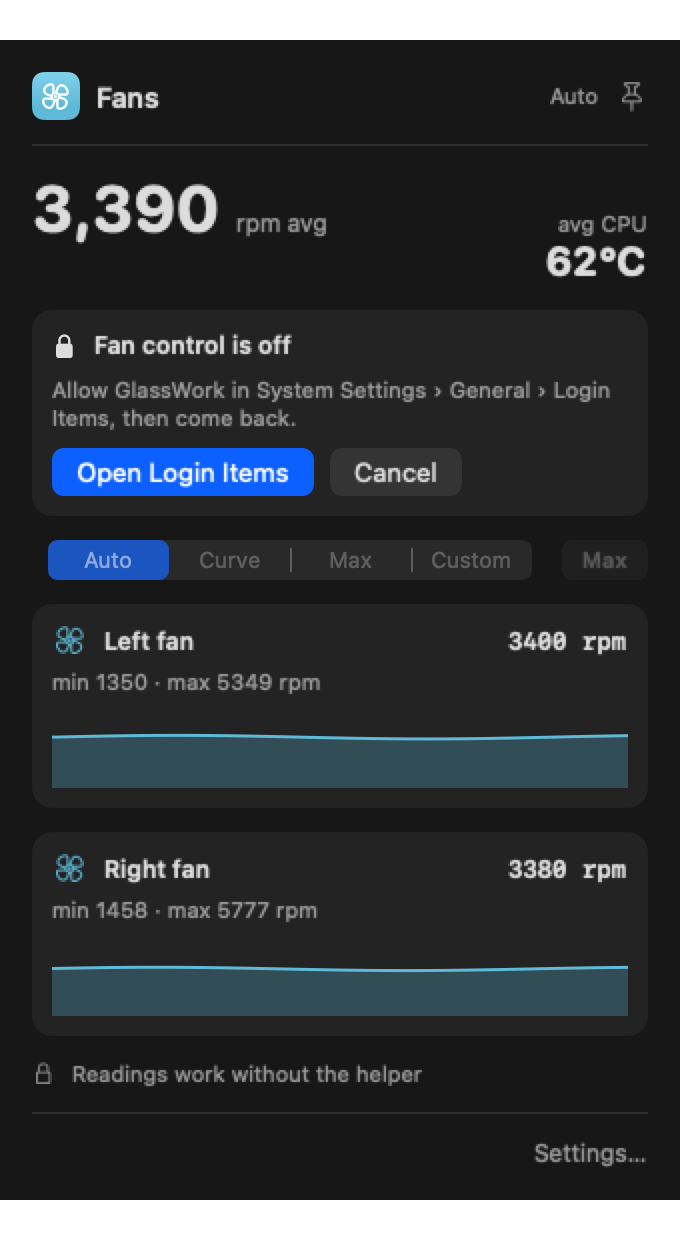 Fans
Auto
3,390 rpm avg
avg CPU
62°C
Fan control is off
Allow GlassWork in System Settings › General › Login
Items, then come back.
Open Login Items
Cancel
Auto
Curve
Max
Custom
Max
Left fan
3400 rpm
min 1350 · max 5349 rpm
Right fan
3380 rpm
min 1458 · max 5777 rpm
Readings work without the helper
Settings...